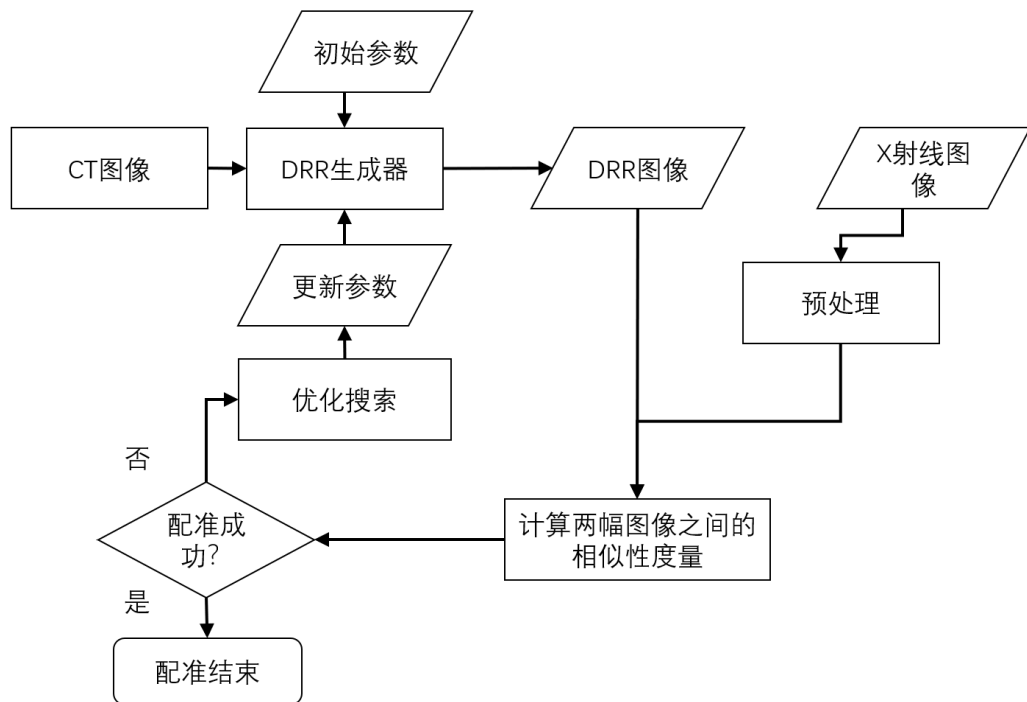 初始参数
CT图像
DRR生成器
DRR图像
X射线图
像
更新参数
预处理
优化搜索
否
配准成
功?
计算两幅图像之间的
相似性度量
是
配准结束